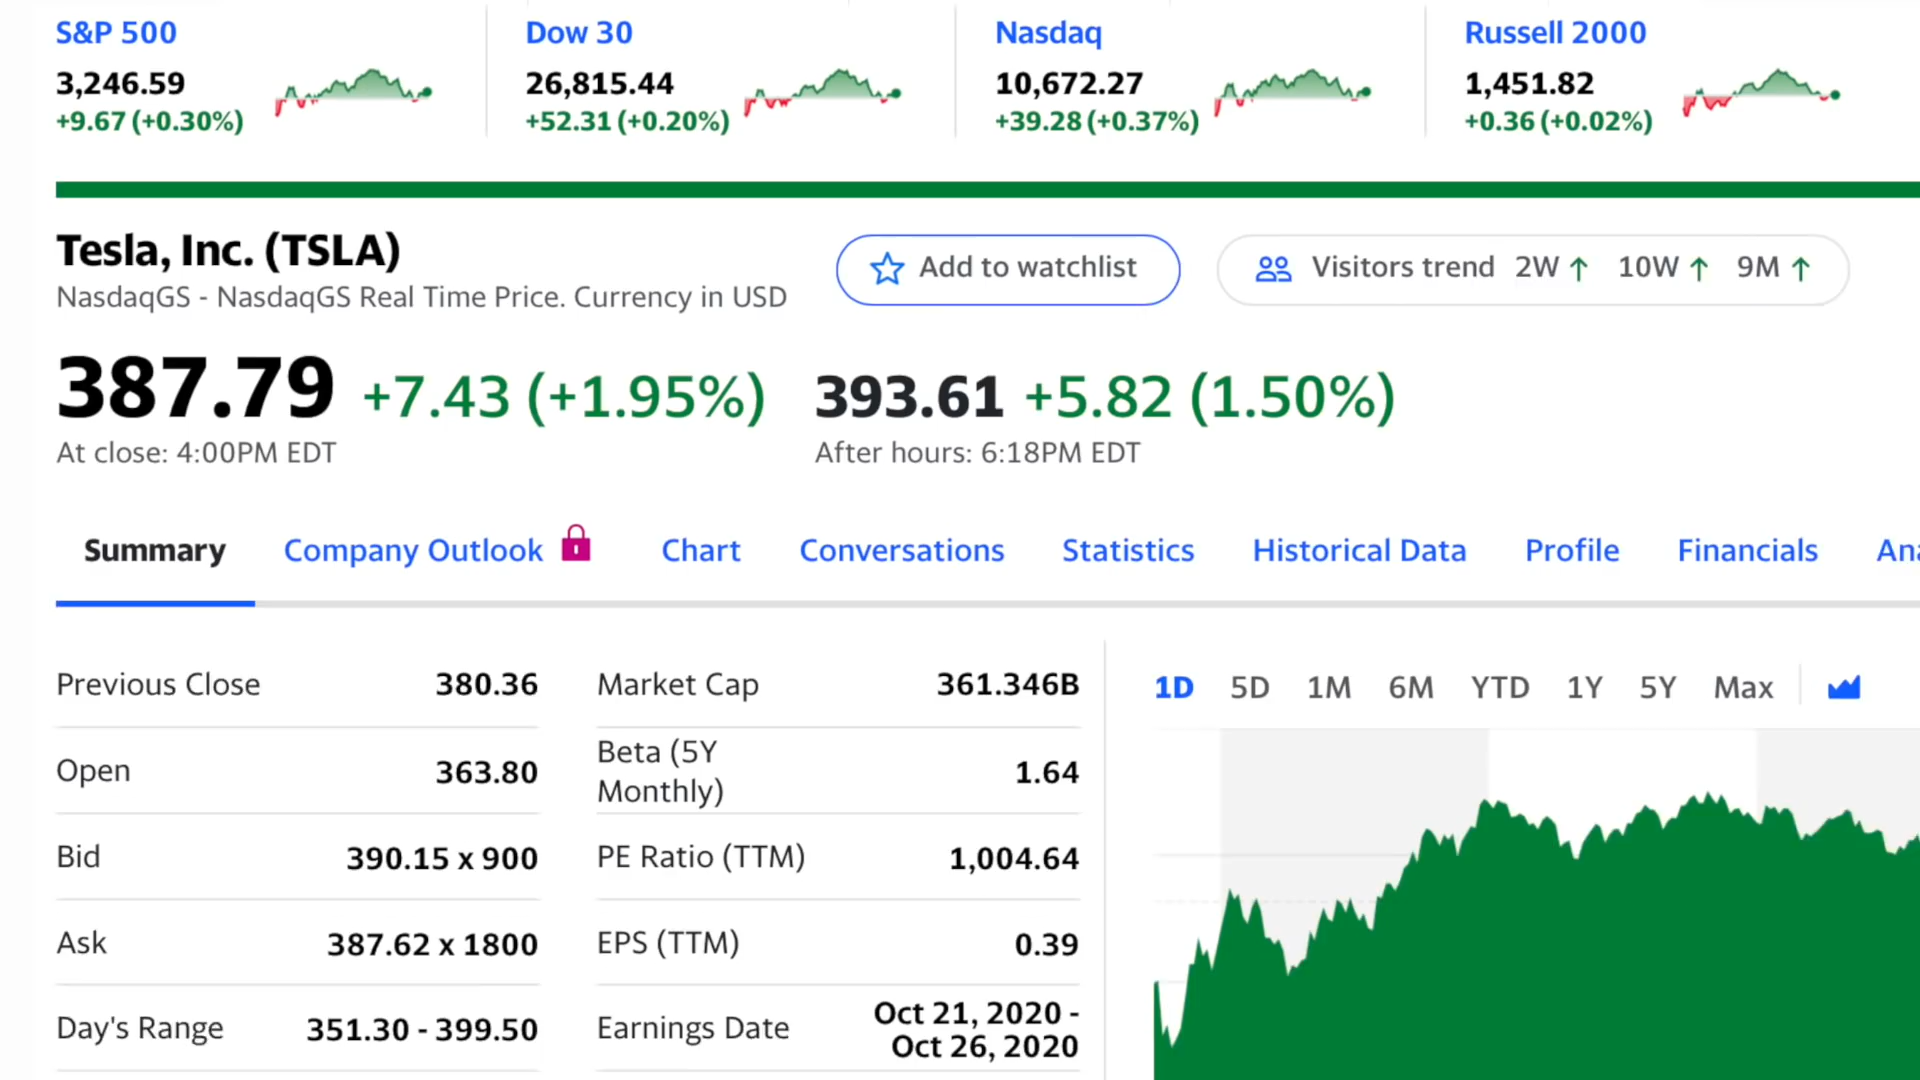 S&P 500
3,246.59
+9.67 (+0.30%)
Dow 30
26,815.44
+52.31 (+0.20%)
Nasdaq
10,672.27
+39.28 (+0.37%)
Russell 2000
1,451.82
+0.36 (+0.02%)
Tesla, Inc. (TSLA)
NasdaqGS - NasdaqGS Real Time Price. Currency in USD
Add to watchlist
Visitors trend 2W ↑ 10W ↑ 9M ↑
387.79 +7.43 (+1.95%)
At close: 4:00PM EDT
393.61 +5.82 (1.50%)
After hours: 6:18PM EDT
Summary Company Outlook Chart Conversations Statistics Historical Data Profile Financials
Previous Close 380.36
Open 363.80
Bid 390.15 x 900
Ask 387.62 x 1800
Day's Range 351.30 - 399.50
Market Cap 361.346B
Beta (5Y
Monthly) 1.64
PE Ratio (TTM) 1,004.64
EPS (TTM) 0.39
Earnings Date Oct 21, 2020 -
Oct 26, 2020
1D 5D 1M 6M YTD 1Y 5Y Max